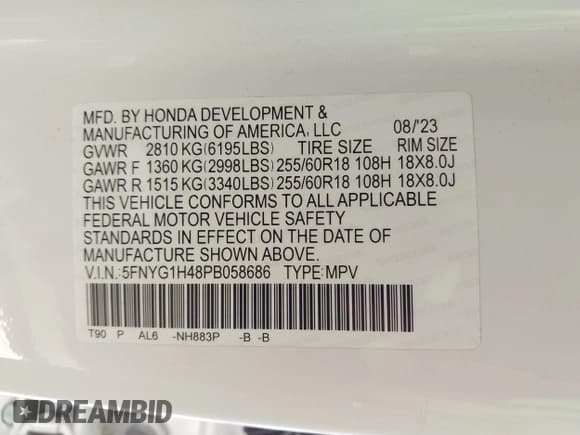 MFD. BY HONDA DEVELOPMENT &
MANUFACTURING OF AMERICA, LLC 08/'23
GVWR 2810 KG(6195LBS) TIRE SIZE RIM SIZE
GAWR F 1360 KG(2998LBS) 255/60R18 108H 18X8.0J
GAWR R 1515 KG(3340LBS) 255/60R18 108H 18X8.0J
THIS VEHICLE CONFORMS TO ALL APPLICABLE
FEDERAL MOTOR VEHICLE SAFETY
STANDARDS IN EFFECT ON THE DATE OF
MANUFACTURE SHOWN ABOVE.
V.I.N.:5FNYG1H48PB058686 TYPE:MPV
T90 P AL6 -NH883P -B -B
DREAMBID